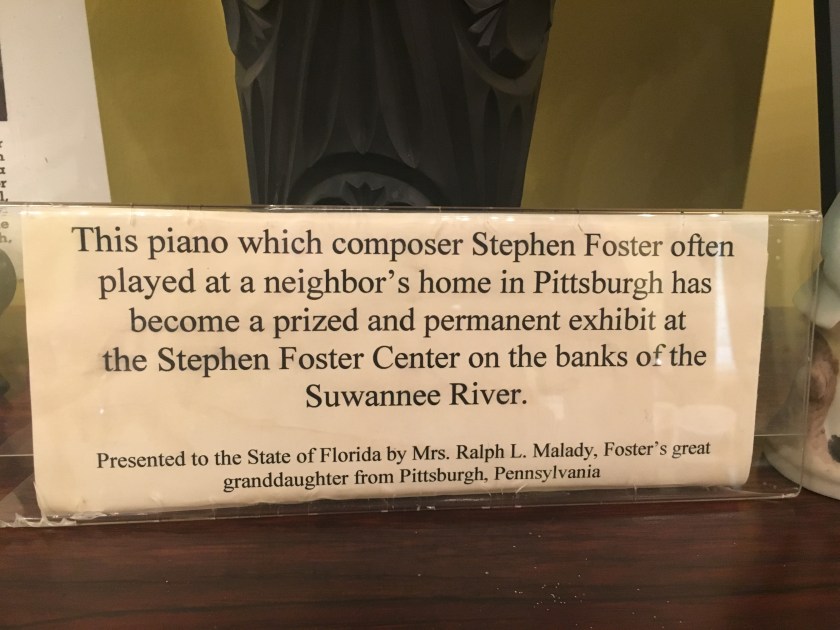 This piano which composer Stephen Foster often
played at a neighbor's home in Pittsburgh has
become a prized and permanent exhibit at
the Stephen Foster Center on the banks of the
Suwannee River.
Presented to the State of Florida by Mrs. Ralph L. Malady, Foster's great
granddaughter from Pittsburgh, Pennsylvania